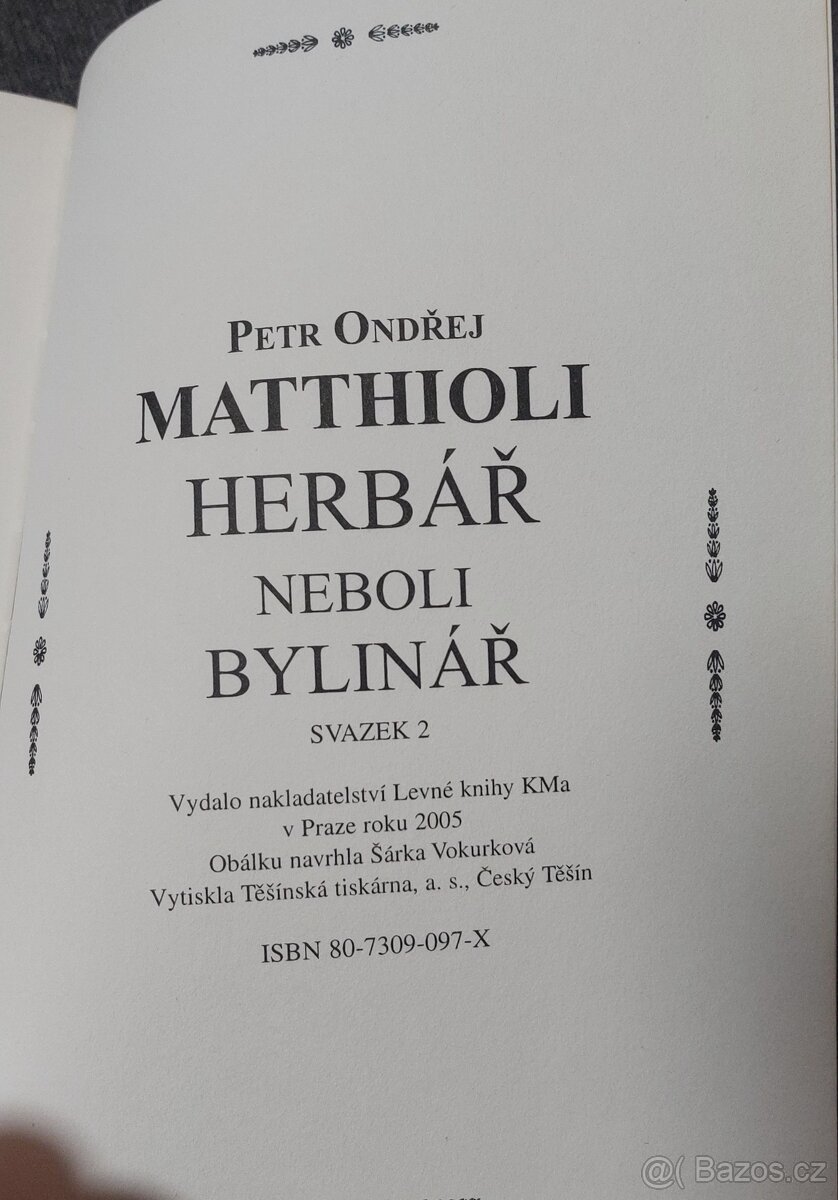 PETR ONDŘEJ
MATTHIOLI
HERBÁŘ
NEBOLI
BYLINÁŘ
SVAZEK 2
Vydalo nakladatelství Levné knihy KMa
v Praze roku 2005
Obálku navrhla Šárka Vokurková
Vytiskla Těšínská tiskárna, a. s., Český Těšín
ISBN 80-7309-097-X
@( Bazos.cz